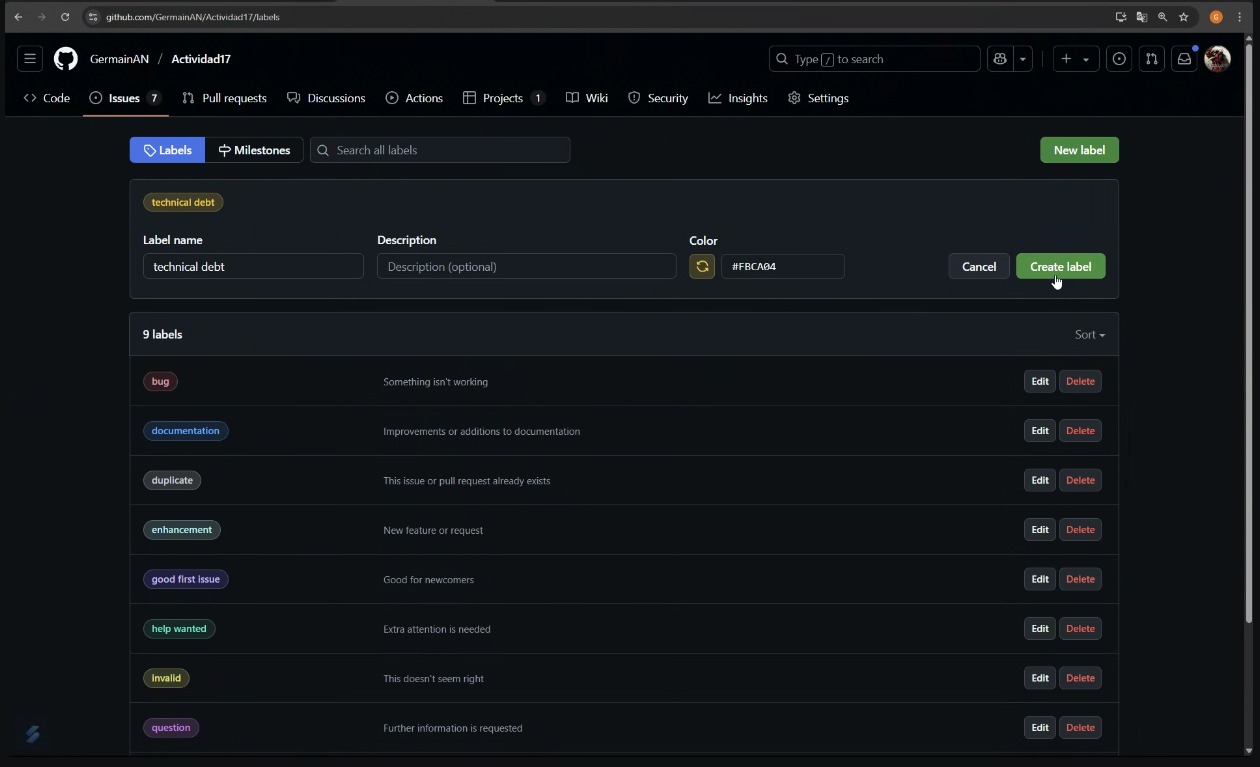 github.com/GermainAN/Actividad17/labels
G
GermainAN / Actividad17
Type / to search
Code
Issues 7
Pull requests
Discussions
Actions
Projects 1
Wiki
Security
Insights
Settings
Labels
Milestones
Search all labels
New label
technical debt
Label name
Description
Color
technical debt
Description (optional)
#FBCA04
Cancel
Create label
9 labels
Sort
bug
Something isn't working
Edit
Delete
documentation
Improvements or additions to documentation
Edit
Delete
duplicate
This issue or pull request already exists
Edit
Delete
enhancement
New feature or request
Edit
Delete
good first issue
Good for newcomers
Edit
Delete
help wanted
Extra attention is needed
Edit
Delete
invalid
This doesn't seem right
Edit
Delete
question
Further information is requested
Edit
Delete